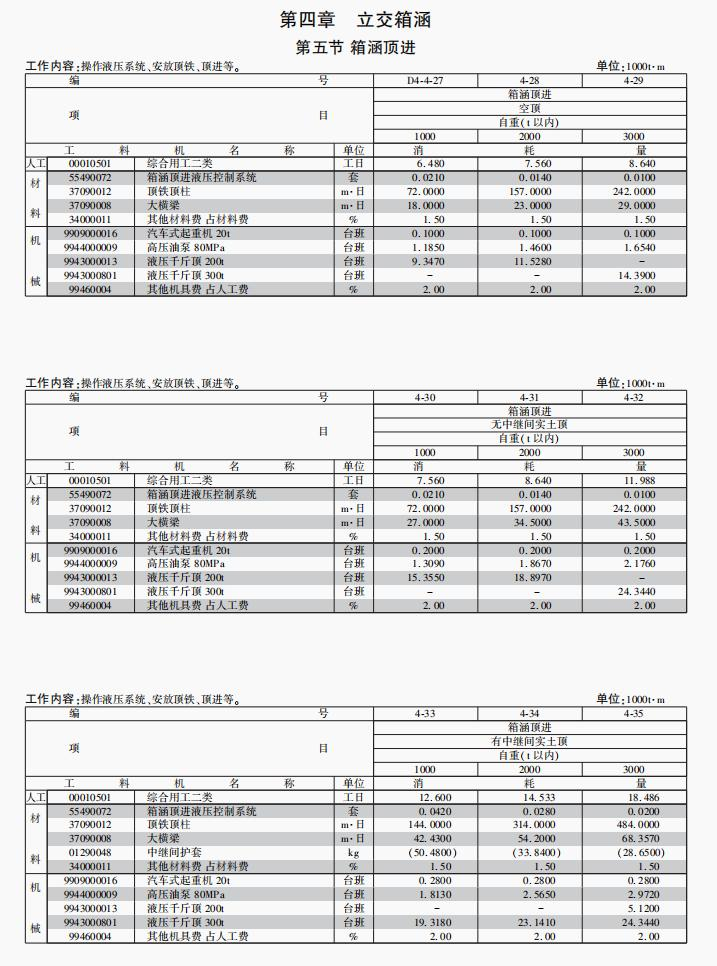 第四章 立交箱涵
第五节 箱涵顶进
工作内容:操作液压系统、安放顶铁、顶进等。 单位:1000t·m
编 号 D4-4-27 4-28 4-29
项 目 箱涵顶进
空顶
自重(t以内)
1000 2000 3000
工 料 机 名 称 单位 消 耗 量
人工 00010501 综合用工二类 工日 6.480 7.560 8.640
材 料 55490072 箱涵顶进液压控制系统 套 0.0210 0.0140 0.0100
37090012 顶铁顶柱 m·日 72.0000 157.0000 242.0000
37090008 大横梁 m·日 18.0000 23.0000 29.0000
34000011 其他材料费 占材料费 % 1.50 1.50 1.50
机 械 9909000016 汽车式起重机 20t 台班 0.1000 0.1000 0.1000
9944000009 高压油泵 80MPa 台班 1.1850 1.4600 1.6540
9943000013 液压千斤顶 200t 台班 9.3470 11.5280 -
9943000801 液压千斤顶 300t 台班 - - 14.3900
99460004 其他机具费 占人工费 % 2.00 2.00 2.00
工作内容:操作液压系统、安放顶铁、顶进等。 单位:1000t·m
编 号 4-30 4-31 4-32
项 目 箱涵顶进
无中继间实土顶
自重(t以内)
1000 2000 3000
工 料 机 名 称 单位 消 耗 量
人工 00010501 综合用工二类 工日 7.560 8.640 11.988
材 料 55490072 箱涵顶进液压控制系统 套 0.0210 0.0140 0.0100
37090012 顶铁顶柱 m·日 72.0000 157.0000 242.0000
37090008 大横梁 m·日 27.0000 34.5000 43.5000
34000011 其他材料费 占材料费 % 1.50 1.50 1.50
机 械 9909000016 汽车式起重机 20t 台班 0.2000 0.2000 0.2000
9944000009 高压油泵 80MPa 台班 1.3090 1.8670 2.1760
9943000013 液压千斤顶 200t 台班 15.3550 18.8970 -
9943000801 液压千斤顶 300t 台班 - - 24.3440
99460004 其他机具费 占人工费 % 2.00 2.00 2.00
工作内容:操作液压系统、安放顶铁、顶进等。 单位:1000t·m
编 号 4-33 4-34 4-35
项 目 箱涵顶进
有中继间实土顶
自重(t以内)
1000 2000 3000
工 料 机 名 称 单位 消 耗 量
人工 00010501 综合用工二类 工日 12.600 14.533 18.486
材 料 55490072 箱涵顶进液压控制系统 套 0.0420 0.0280 0.0200
37090012 顶铁顶柱 m·日 144.0000 314.0000 484.0000
37090008 大横梁 m·日 42.4300 54.2000 68.3570
01290048 中继间护套 kg (50.4800) (33.8400) (28.6500)
34000011 其他材料费 占材料费 % 1.50 1.50 1.50
机 械 9909000016 汽车式起重机 20t 台班 0.2800 0.2800 0.2800
9944000009 高压油泵 80MPa 台班 1.8130 2.5650 2.9720
9943000013 液压千斤顶 200t 台班 - - 5.1200
9943000801 液压千斤顶 300t 台班 19.3180 23.1410 24.3440
99460004 其他机具费 占人工费 % 2.00 2.00 2.00